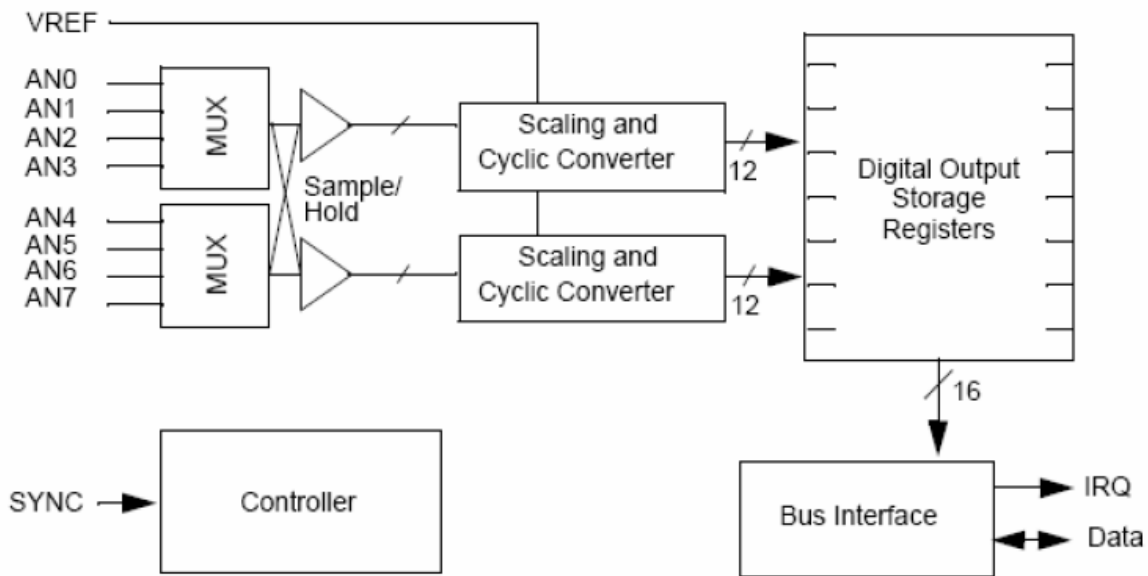 VREF
AN0
AN1
AN2
AN3
MUX
Sample/
Hold
Scaling and
Cyclic Converter
12
AN4
AN5
AN6
AN7
MUX
Scaling and
Cyclic Converter
12
Digital Output
Storage
Registers
16
SYNC
Controller
Bus Interface
IRQ
Data